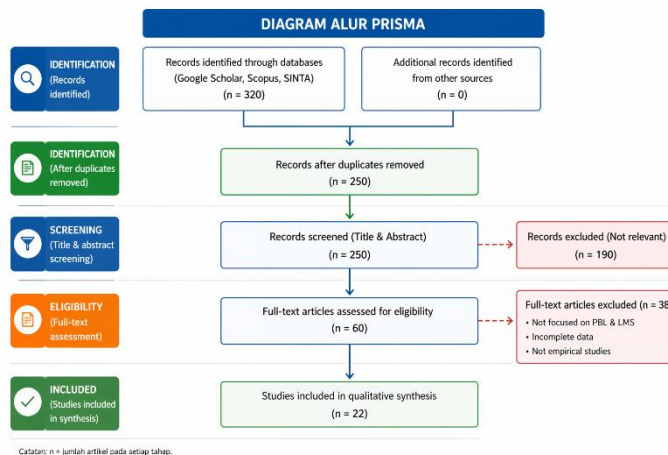 DIAGRAM ALUR PRISMA
IDENTIFICATION
(Records
identified)
Records identified through databases
(Google Scholar, Scopus, SINTA)
(n = 320)
Additional records identified
from other sources
(n = 0)
IDENTIFICATION
(After duplicates
removed)
Records after duplicates removed
(n = 250)
SCREENING
(Title & abstract
screening)
Records screened (Title & Abstract)
(n = 250)
Records excluded (Not relevant)
(n = 190)
ELIGIBILITY
(Full-text
assessment)
Full-text articles assessed for eligibility
(n = 60)
Full-text articles excluded (n = 38
• Not focused on PBL & LMS
• Incomplete data
• Not empirical studies
INCLUDED
(Studies included
in synthesis)
Studies included in qualitative synthesis
(n = 22)
Catatan: n = jumlah artikel pada setiap tahap.